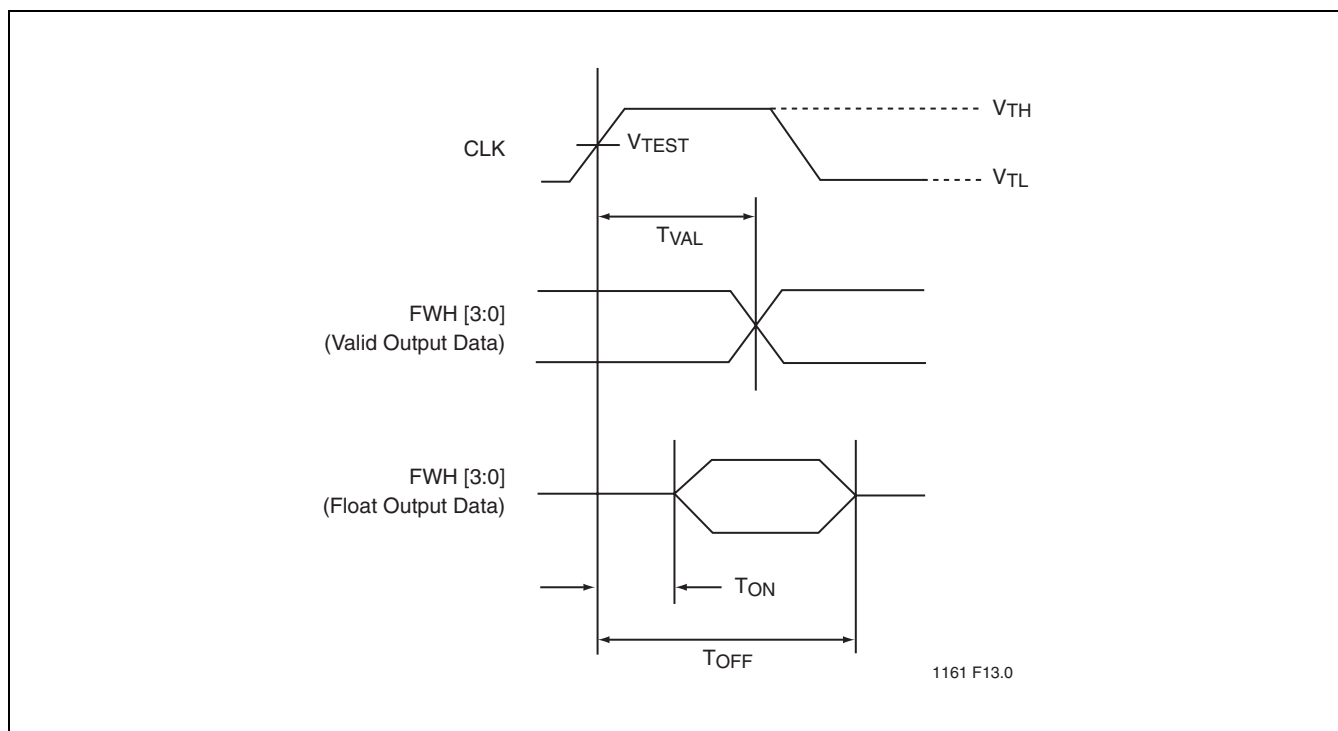 VTH
CLK
VTEST
VTL
TVAL
FWH [3:0]
(Valid Output Data)
FWH [3:0]
(Float Output Data)
TON
TOFF
1161 F13.0